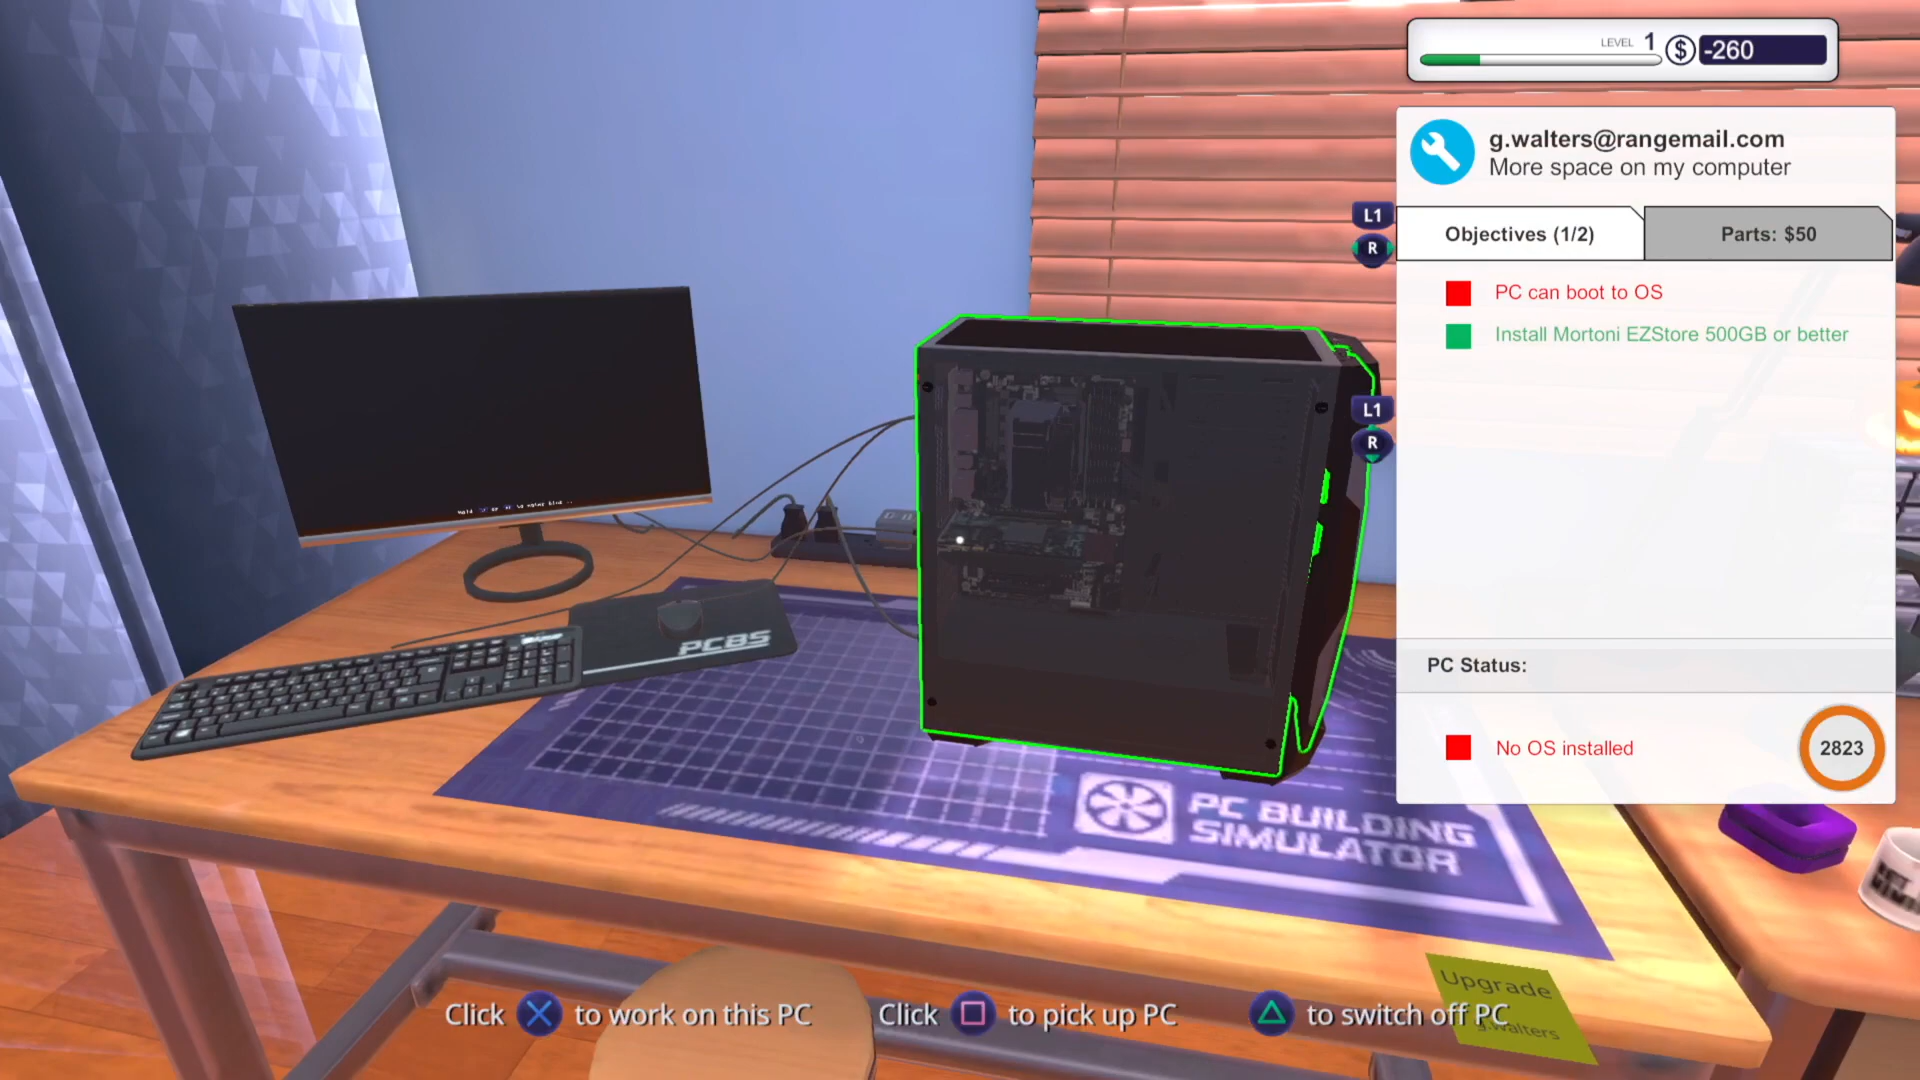 LEVEL 1
$ -260
g.walters@rangemail.com
More space on my computer
L1
R
Objectives (1/2)
Parts: $50
PC can boot to OS
Install Mortoni EZStore 500GB or better
L1
R
PC Status:
No OS installed
2823
PCBS
PC BUILDING
SIMULATOR
Upgrade
g.walters
Click to work on this PC
Click to pick up PC
to switch off PC